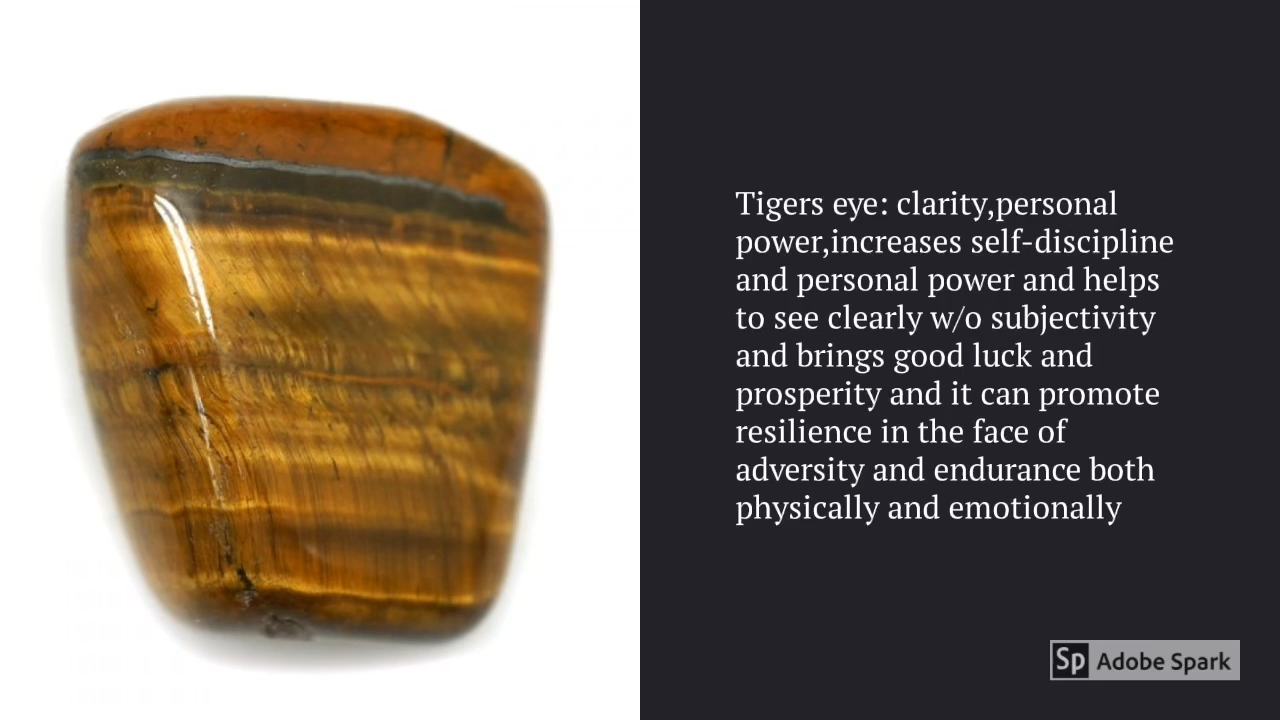 Tigers eye: clarity,personal
power,increases self-discipline
and personal power and helps
to see clearly w/o subjectivity
and brings good luck and
prosperity and it can promote
resilience in the face of
adversity and endurance both
physically and emotionally
Sp Adobe Spark